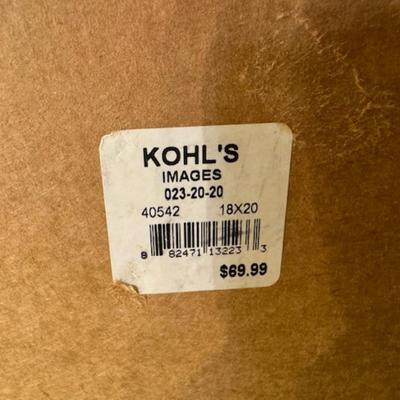 KOHL'S
IMAGES
023-20-20
40542 18X20
8 82471 13223 3
$69.99